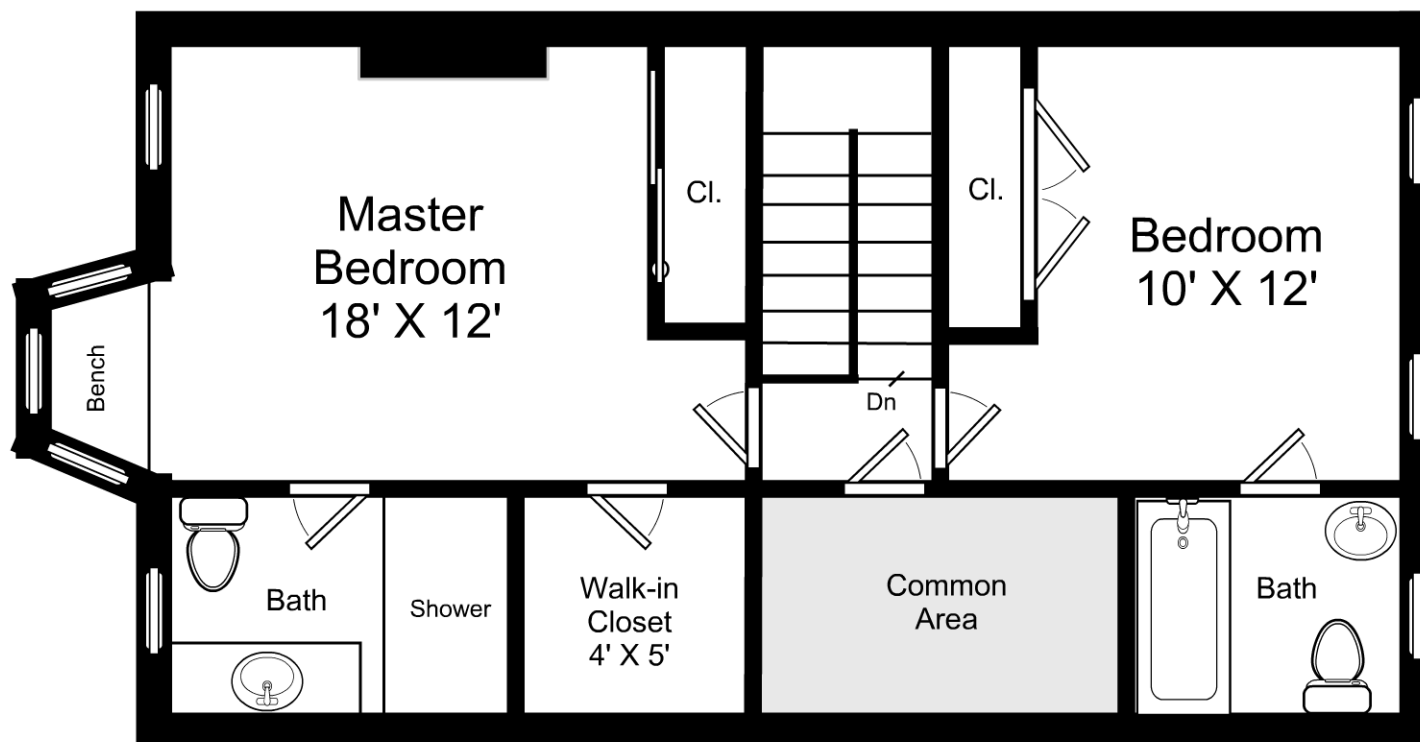 Master
Bedroom
18' X 12'
Cl.
Cl.
Bedroom
10' X 12'
Bench
Dn
Bath
Shower
Walk-in
Closet
4' X 5'
Common
Area
Bath